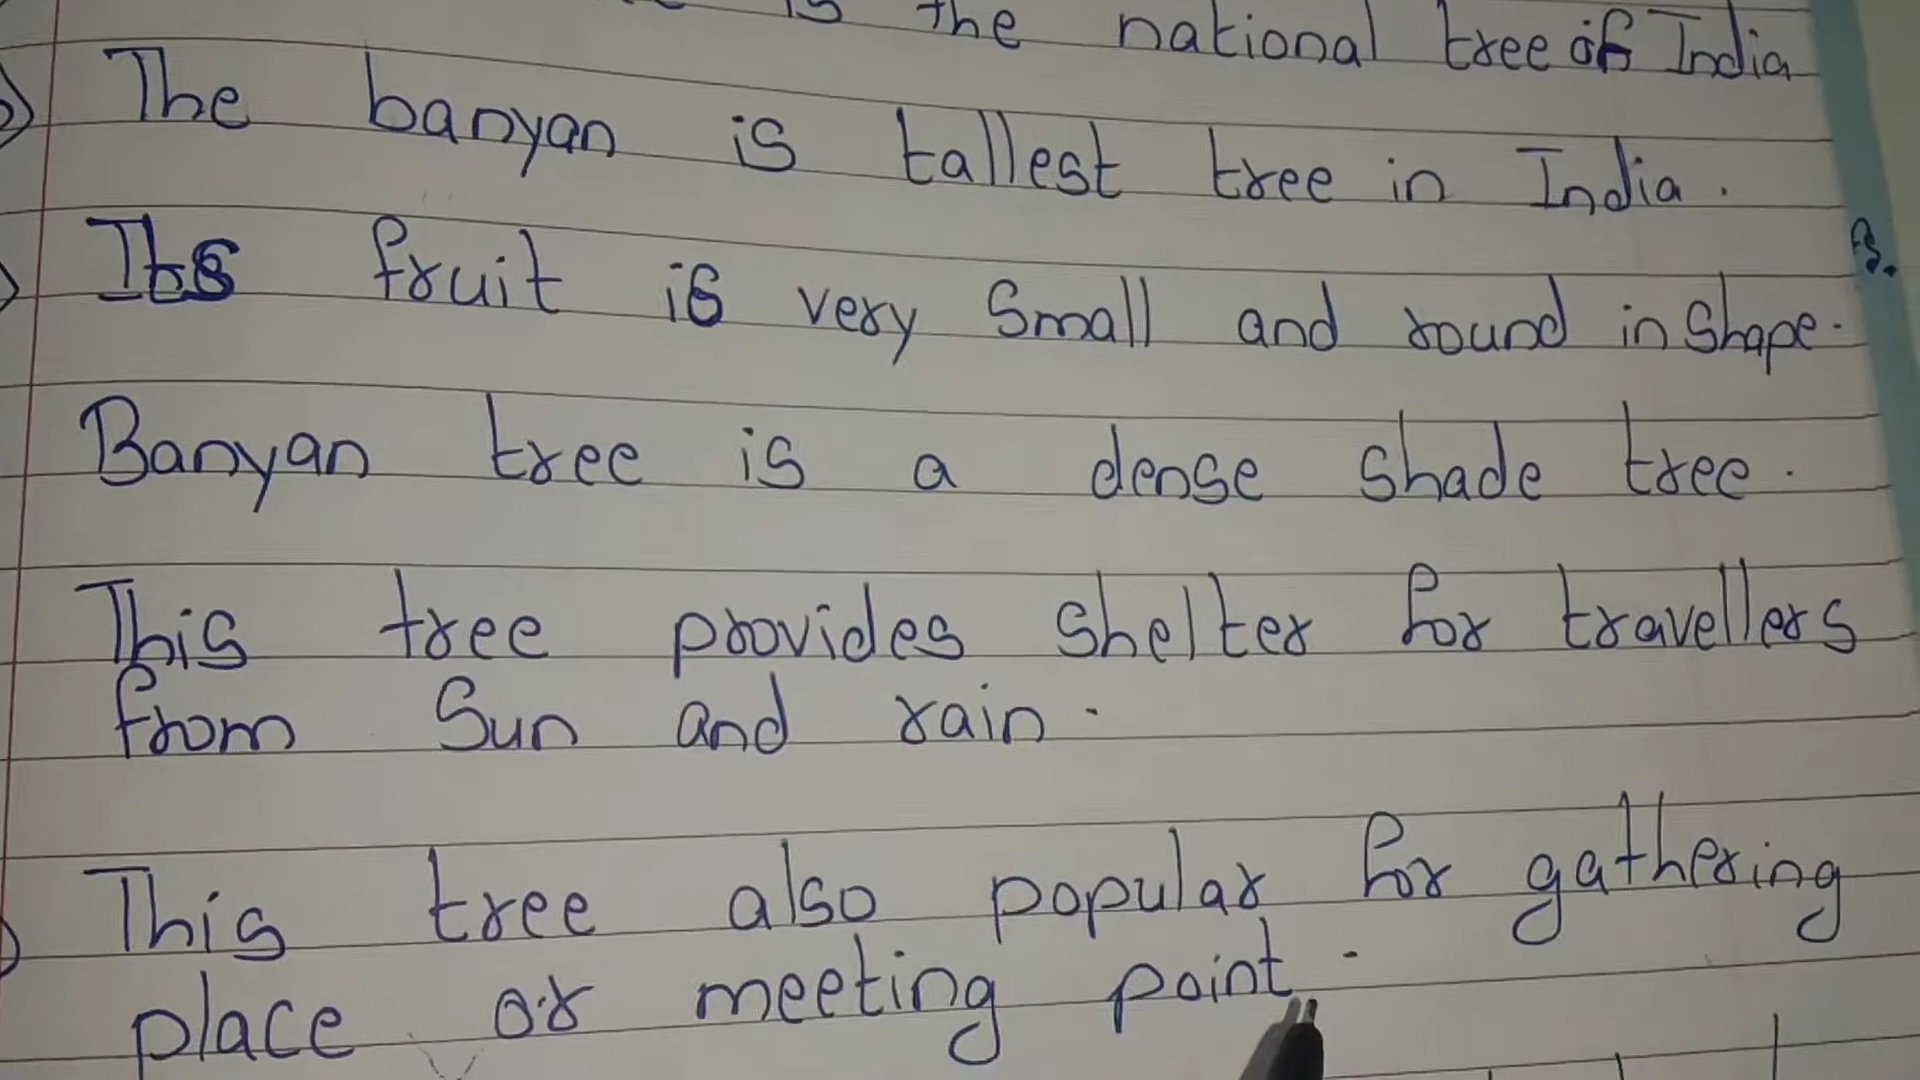 is the national tree of India
The banyan is tallest tree in India.
Its fruit is very Small and round in Shape.
Banyan tree is a dense shade tree.
This tree provides shelter for travellers
from Sun and rain.
This tree also popular for gathering
place or meeting point.